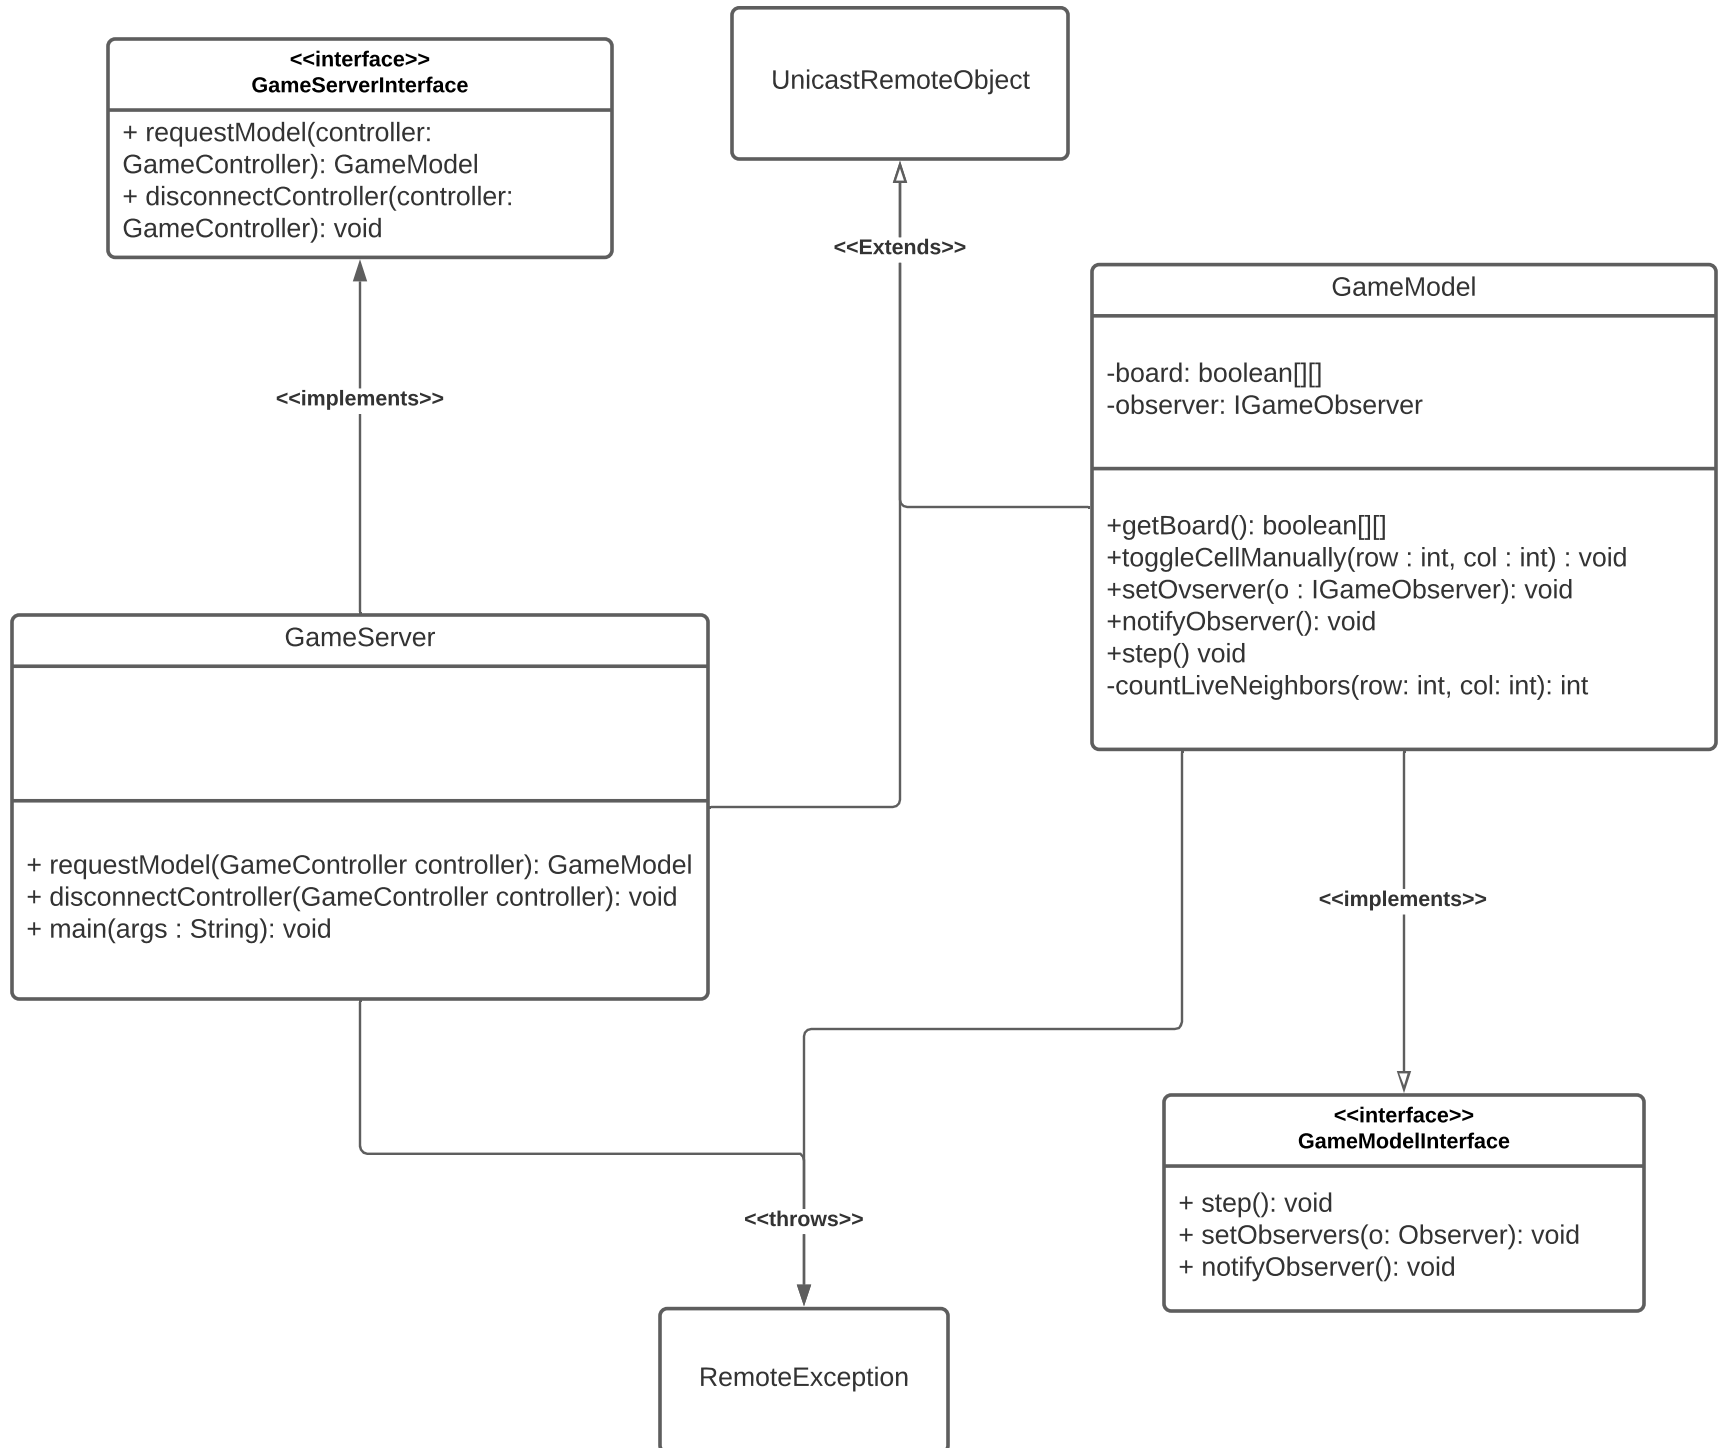 <<interface>>
GameServerInterface
+ requestModel(controller:
GameController): GameModel
+ disconnectController(controller:
GameController): void
UnicastRemoteObject
<<Extends>>
GameModel
-board: boolean[][]
-observer: IGameObserver
+getBoard(): boolean[][]
+toggleCellManually(row : int, col : int) : void
+setOvserver(o : IGameObserver): void
+notifyObserver(): void
+step() void
-countLiveNeighbors(row: int, col: int): int
<<implements>>
GameServer
+ requestModel(GameController controller): GameModel
+ disconnectController(GameController controller): void
+ main(args : String): void
<<implements>>
<<interface>>
GameModelInterface
+ step(): void
+ setObservers(o: Observer): void
+ notifyObserver(): void
<<throws>>
RemoteException